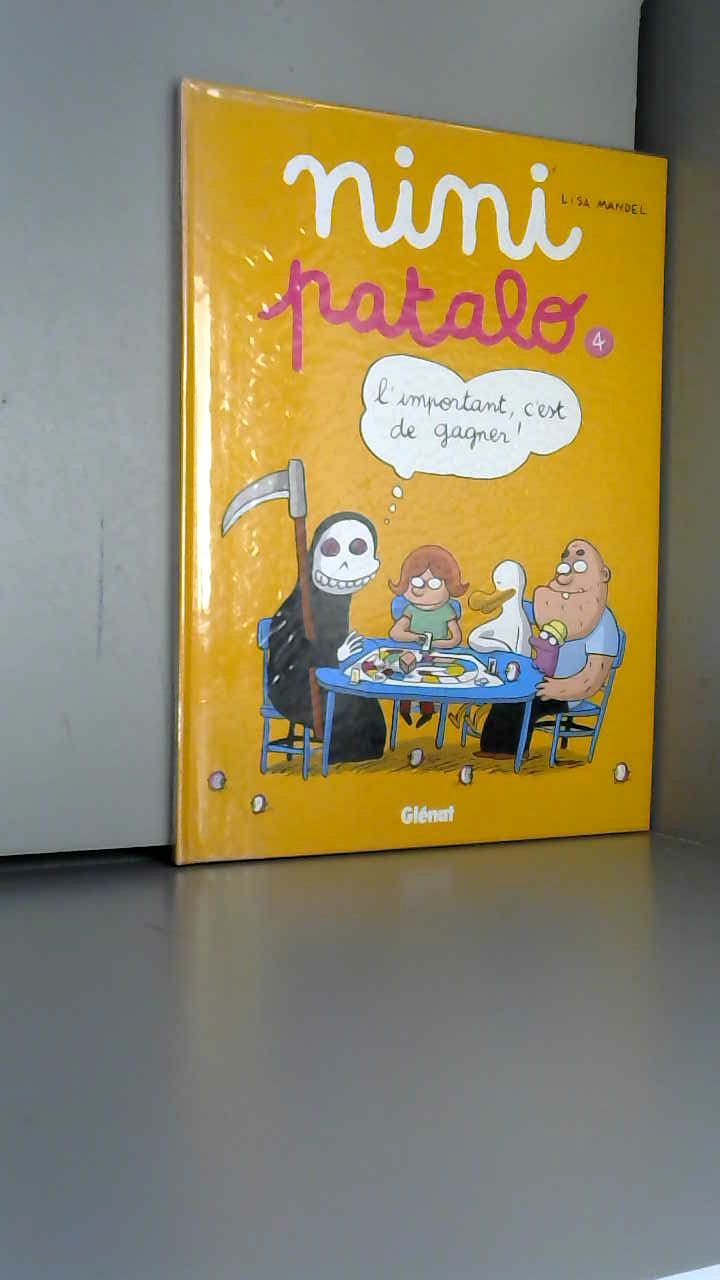 nini
LISA MANDEL
patalo
4
l'important, c'est
de gagner !
Glénat